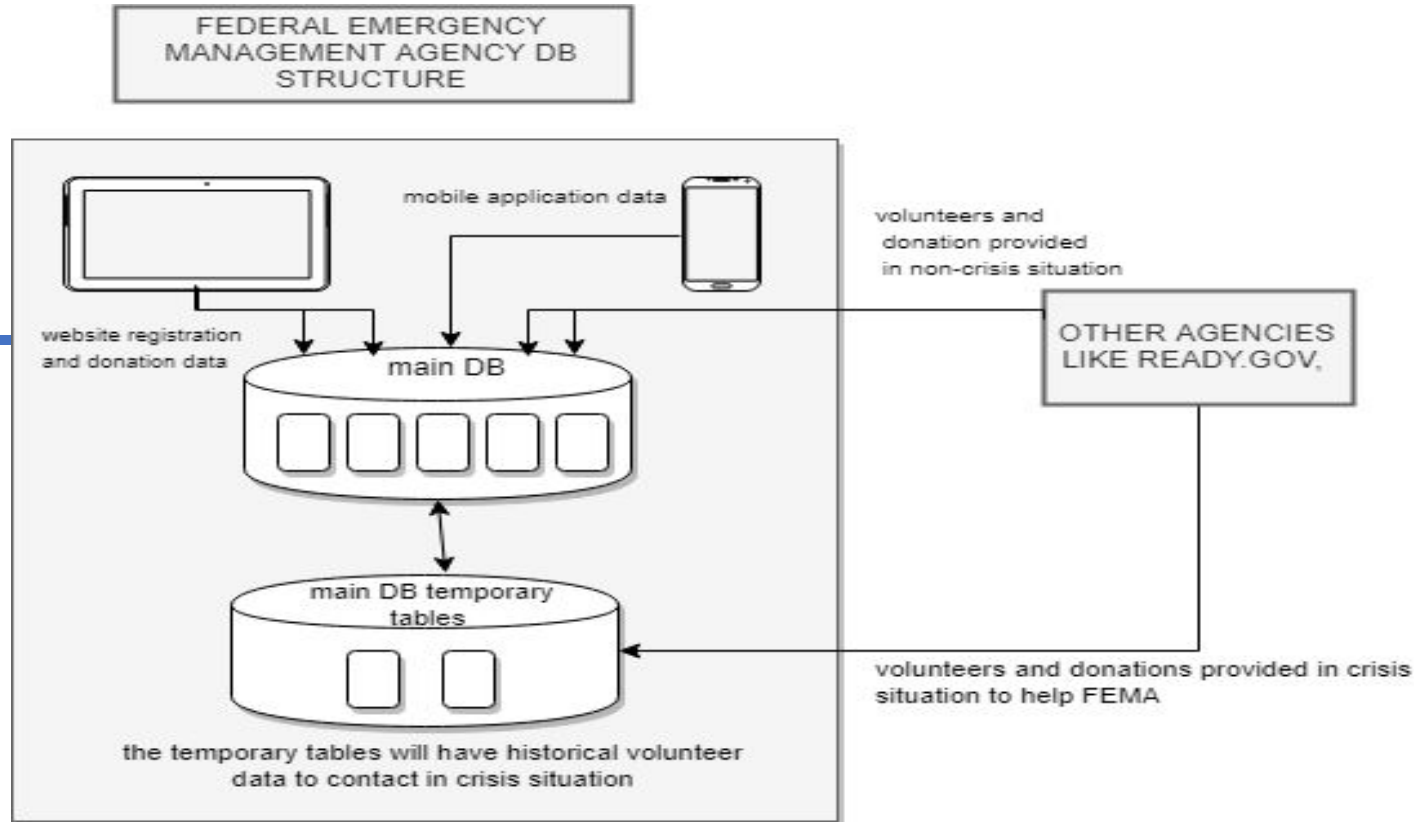 FEDERAL EMERGENCY
MANAGEMENT AGENCY DB
STRUCTURE
mobile application data
volunteers and
donation provided
in non-crisis situation
website registration
and donation data
OTHER AGENCIES
LIKE READY.GOV,
main DB
main DB temporary
tables
volunteers and donations provided in crisis
situation to help FEMA
the temporary tables will have historical volunteer
data to contact in crisis situation